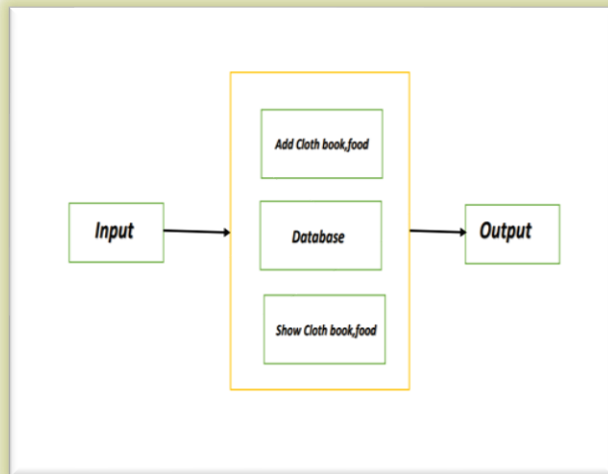 Add Cloth book,food
Input
Database
Output
Show Cloth book,food